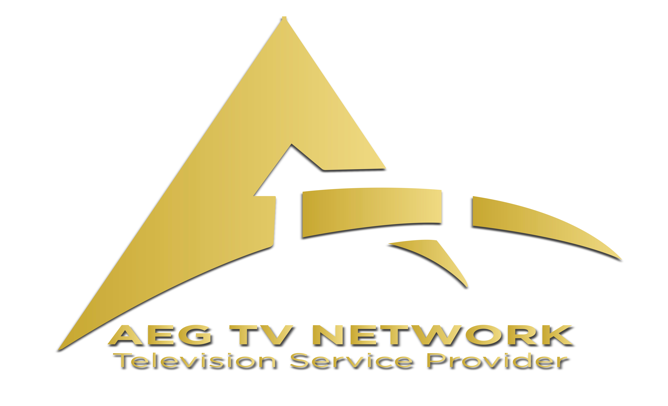 AEG TV NETWORK
Television Service Provider